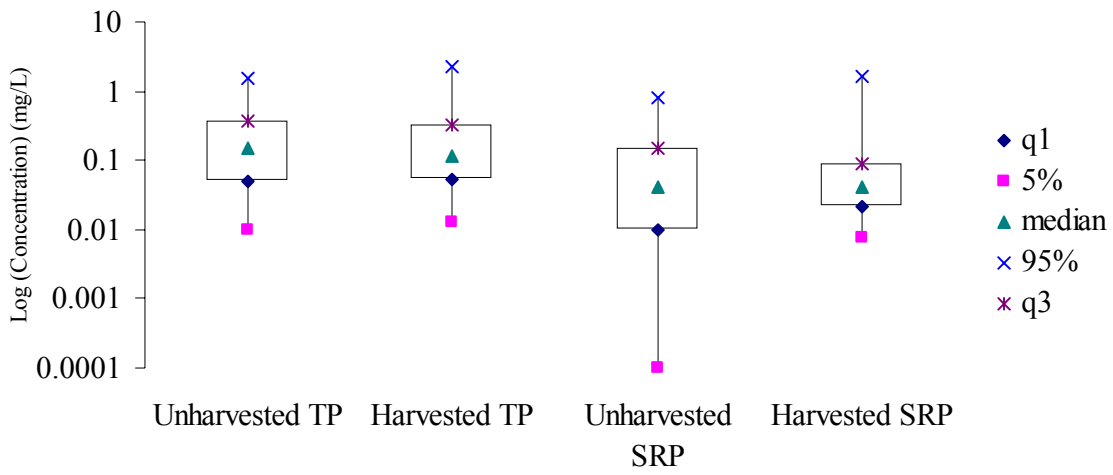 Log (Concentration) (mg/L)
10
1
0.1
0.01
0.001
0.0001
Unharvested TP
Harvested TP
Unharvested
SRP
Harvested SRP
q1
5%
median
95%
q3